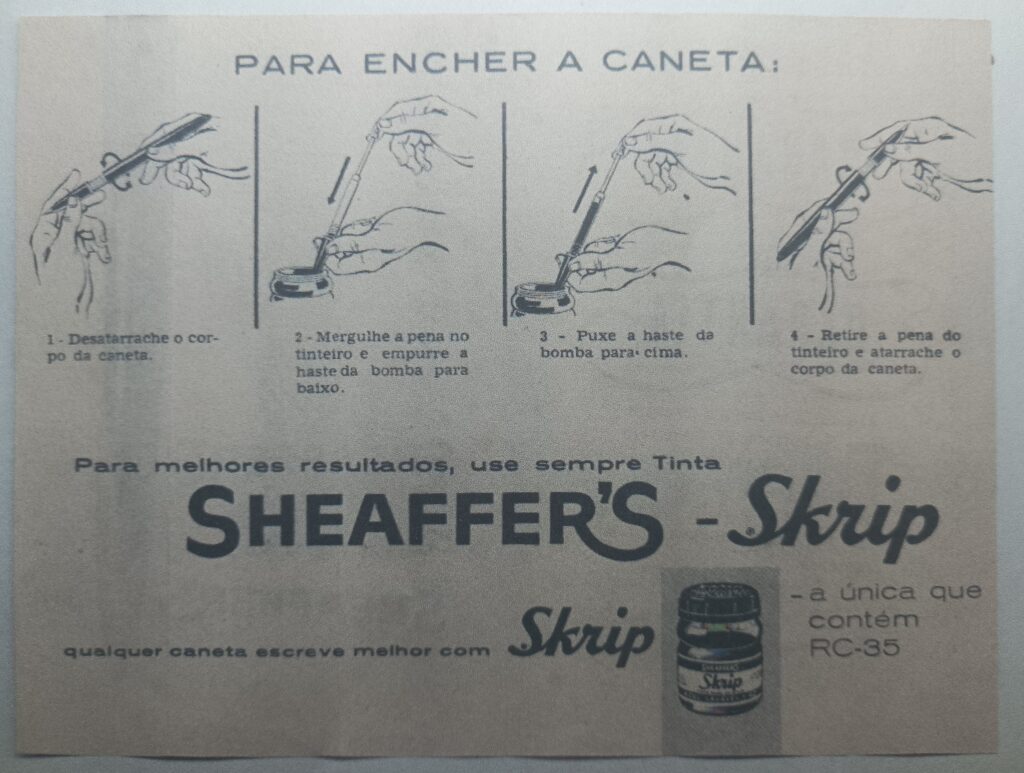 PARA ENCHER A CANETA:
1 - Desatarrache o cor-
po da caneta.
2 - Mergulhe a pena no
tinteiro e empurre a
haste da bomba para
baixo.
3 - Puxe a haste da
bomba para cima.
4 - Retire a pena do
tinteiro e atarrache o
corpo da caneta.
Para melhores resultados, use sempre Tinta
SHEAFFER'S - Skrip
qualquer caneta escreve melhor com Skrip
SHEAFFER'S
Skrip
- a única que
contém
RC-35